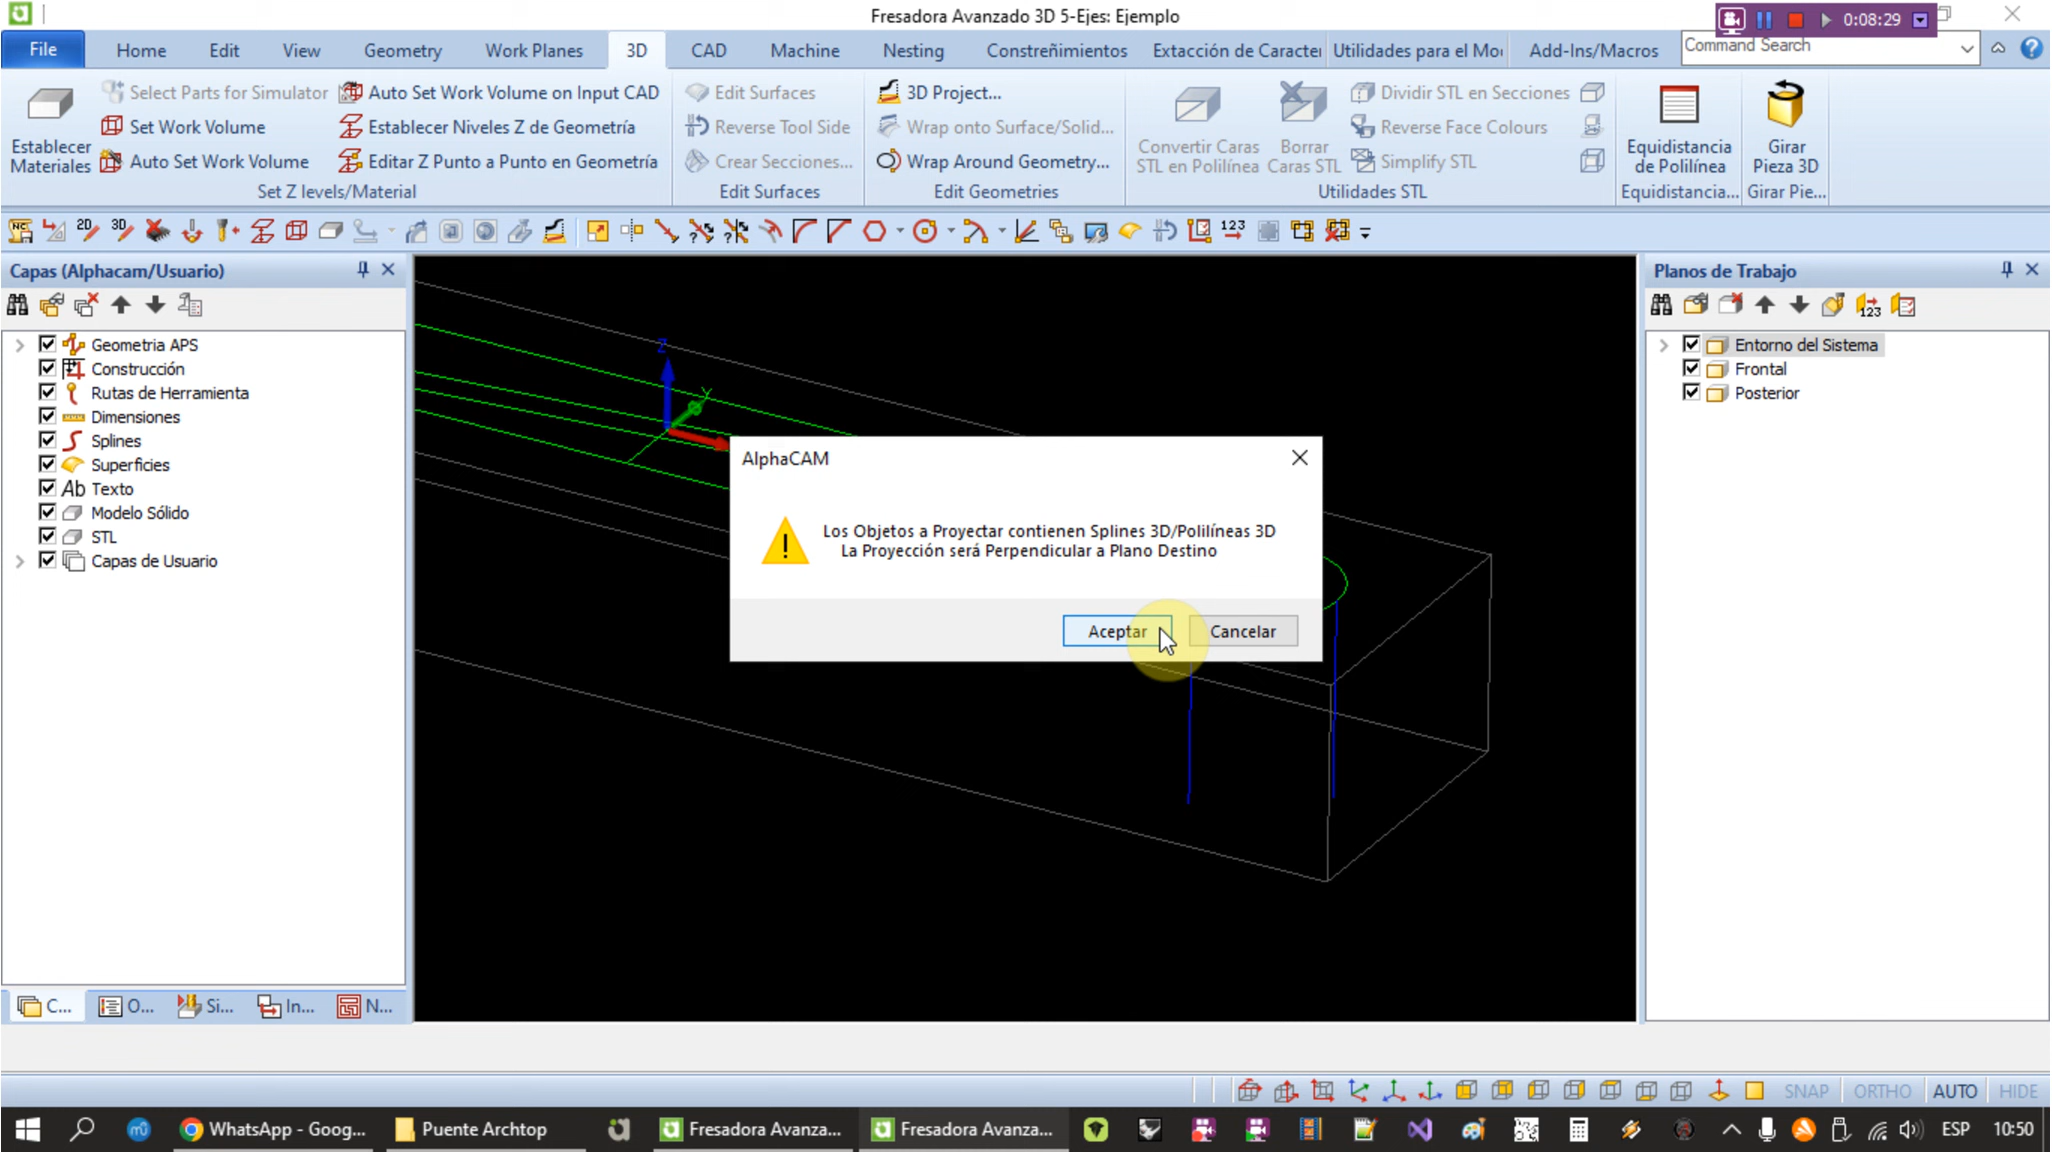 Fresadora Avanzado 3D 5-Ejes: Ejemplo
0:08:29
File Home Edit View Geometry Work Planes 3D CAD Machine Nesting Constreñimientos Extacción de Caracte Utilidades para el Mo Add-Ins/Macros Command Search
Establecer Materiales
Select Parts for Simulator
Set Work Volume
Auto Set Work Volume
Auto Set Work Volume on Input CAD
Establecer Niveles Z de Geometría
Editar Z Punto a Punto en Geometría
Set Z levels/Material
Edit Surfaces
Reverse Tool Side
Crear Secciones...
Edit Surfaces
3D Project...
Wrap onto Surface/Solid...
Wrap Around Geometry...
Edit Geometries
Convertir Caras STL en Polilínea
Borrar Caras STL
Dividir STL en Secciones
Reverse Face Colours
Simplify STL
Utilidades STL
Equidistancia de Polilínea
Equidistancia...
Girar Pieza 3D
Girar Pie...
NC 2D 3D 123
Capas (Alphacam/Usuario)
Geometria APS
Construcción
Rutas de Herramienta
Dimensiones
Splines
Superficies
Ab Texto
Modelo Sólido
STL
Capas de Usuario
C... O... Si... In... N...
Z
Y
AlphaCAM
Los Objetos a Proyectar contienen Splines 3D/Polilíneas 3D
La Proyección será Perpendicular a Plano Destino
Aceptar Cancelar
Planos de Trabajo
123
Entorno del Sistema
Frontal
Posterior
SNAP ORTHO AUTO HIDE
WhatsApp - Goog... Puente Archtop Fresadora Avanza... Fresadora Avanza... ESP 10:50